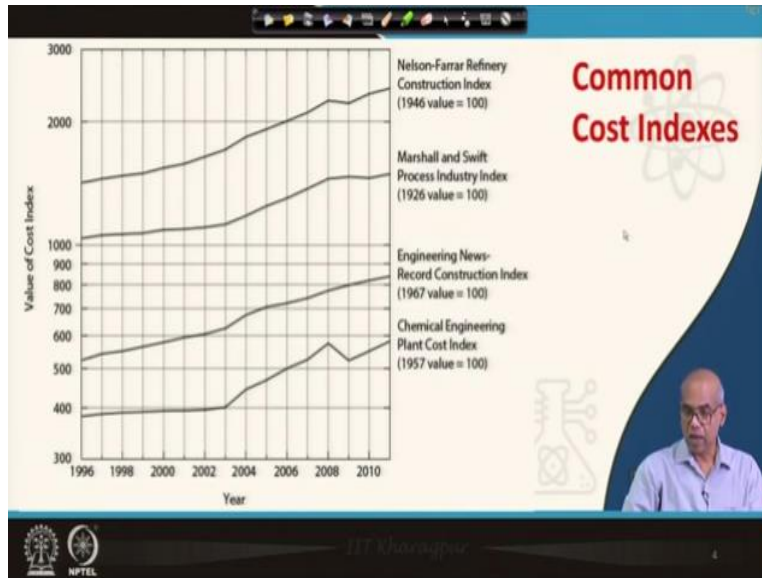 Common
Cost Indexes
3000
2000
1000
900
800
700
600
500
400
300
Value of Cost Index
1996
1998
2000
2002
2004
2006
2008
2010
Year
Nelson-Farrar Refinery
Construction Index
(1946 value = 100)
Marshall and Swift
Process Industry Index
(1926 value = 100)
Engineering News-
Record Construction Index
(1967 value = 100)
Chemical Engineering
Plant Cost Index
(1957 value = 100)
NPTEL
IIT Kharagpur
4